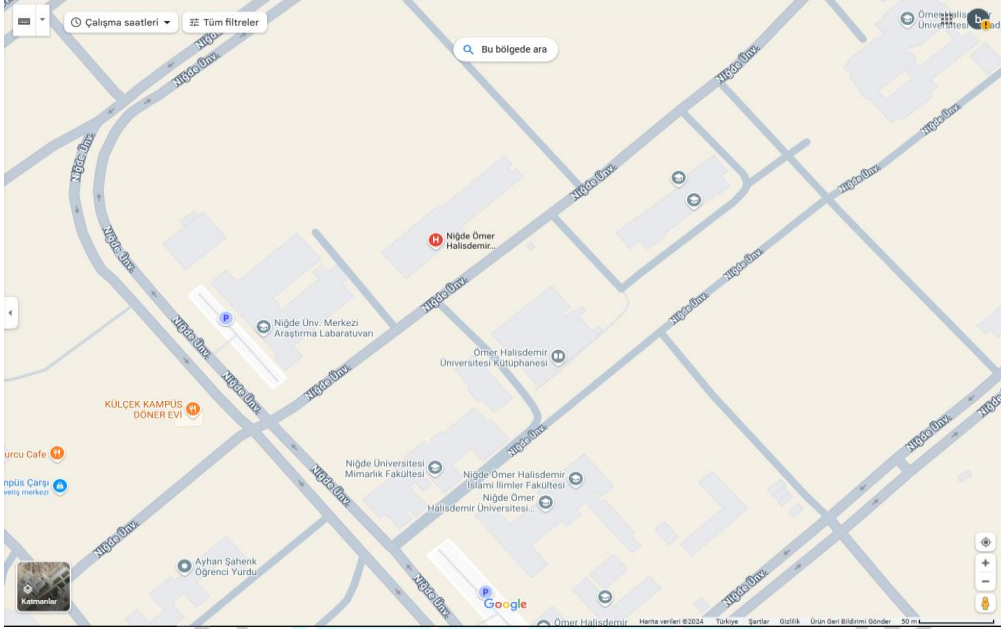 Çalışma saatleri
Tüm filtreler
Bu bölgede ara
Niğde Ünv.
Niğde Ünv.
Niğde Ünv.
Niğde Ünv.
Niğde Ünv.
Niğde Ünv.
Niğde Ünv.
Niğde Ünv.
Niğde Ömer
Halisdemir...
Niğde Ünv.
Niğde Ünv.
Niğde Ünv.
P
Niğde Ünv. Merkezi
Araştırma Labaratuvarı
Niğde Ünv.
Ömer Halisdemir
Üniversitesi Kütüphanesi
Niğde Ünv.
Niğde Ünv.
KÜLÇEK KAMPÜS
DÖNER EVİ
Niğde Ünv.
Niğde Ünv.
urcu Cafe
Niğde Üniversitesi
Mimarlık Fakültesi
Niğde Ömer Halisdemir
İslami İlimler Fakültesi
Niğde Ömer
Halisdemir Üniversitesi...
npüs Çarşı
Niğde Ünv.
Niğde Ünv.
Ayhan Şahenk
Öğrenci Yurdu
Niğde Ünv.
Niğde Ünv.
P
Katmanlar
Google
Ömer Halisdemir
Harita verileri ©2024 Türkiye Şartlar Gizlilik Ürün Geri Bildirimi Gönder 50 m